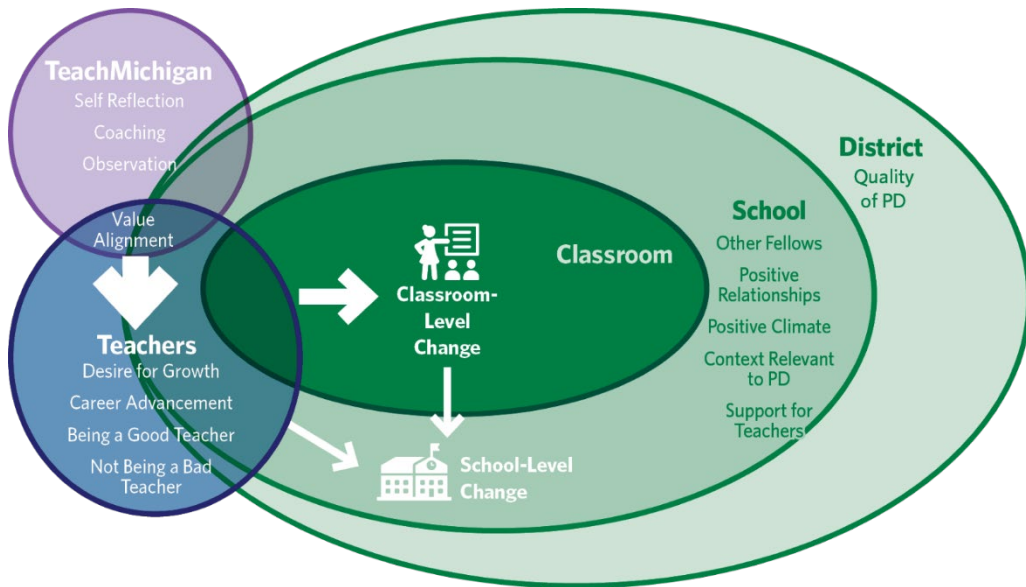 TeachMichigan
Self Reflection
Coaching
Observation
Value
Alignment
Teachers
Desire for Growth
Career Advancement
Being a Good Teacher
Not Being a Bad
Teacher
Classroom-
Level
Change
Classroom
School-Level
Change
School
Other Fellows
Positive
Relationships
Positive Climate
Context Relevant
to PD
Support for
Teachers
District
Quality
of PD